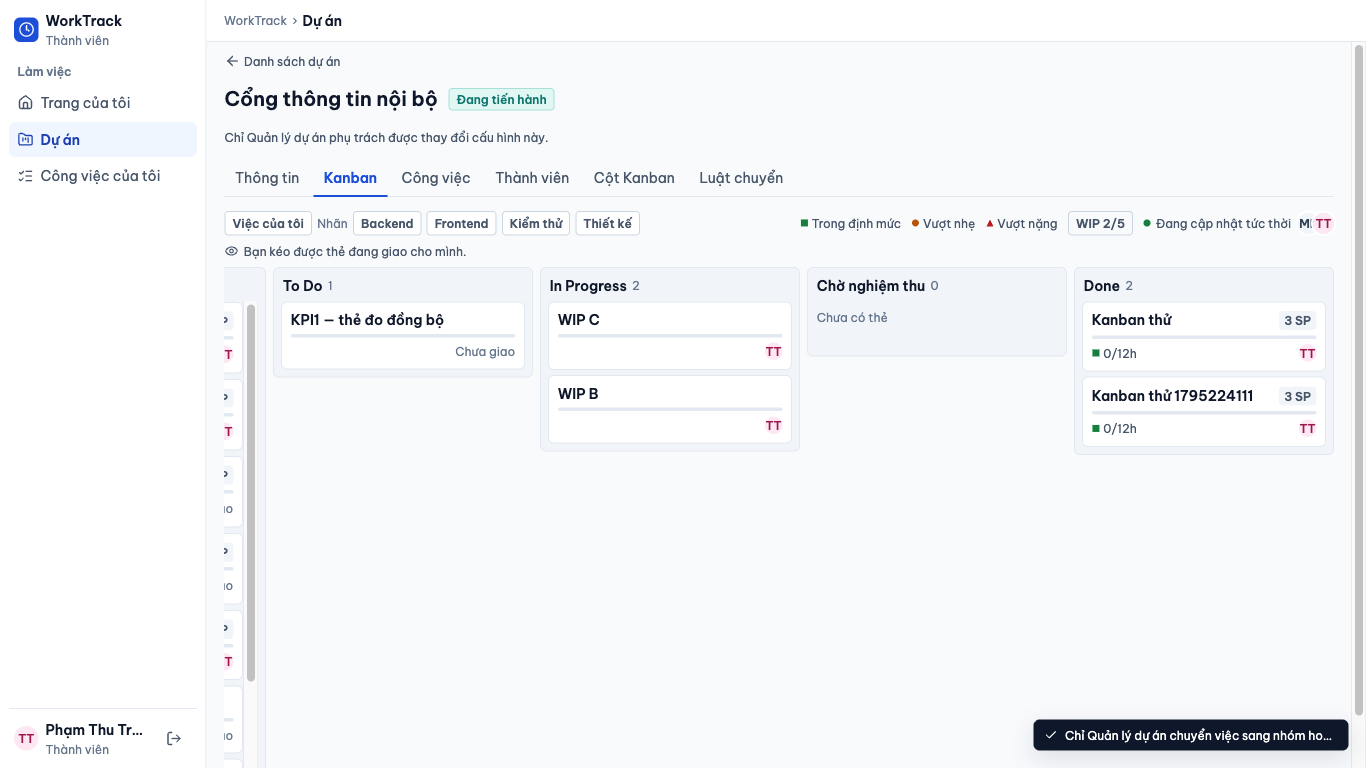 WorkTrack
Thành viên
Làm việc
Trang của tôi
Dự án
Công việc của tôi
Phạm Thu Tr...
Thành viên
TT
WorkTrack › Dự án
Danh sách dự án
Cổng thông tin nội bộ Đang tiến hành
Chỉ Quản lý dự án phụ trách được thay đổi cấu hình này.
Thông tin Kanban Công việc Thành viên Cột Kanban Luật chuyển
Việc của tôi Nhãn Backend Frontend Kiểm thử Thiết kế Trong định mức Vượt nhẹ Vượt nặng WIP 2/5 Đang cập nhật tức thời TT
Bạn kéo được thẻ đang giao cho mình.
To Do 1
KPI1 — thẻ đo đồng bộ
Chưa giao
In Progress 2
WIP C
TT
WIP B
TT
Chờ nghiệm thu 0
Chưa có thẻ
Done 2
Kanban thử 3 SP
0/12h TT
Kanban thử 1795224111 3 SP
0/12h TT
Chỉ Quản lý dự án chuyển việc sang nhóm ho...